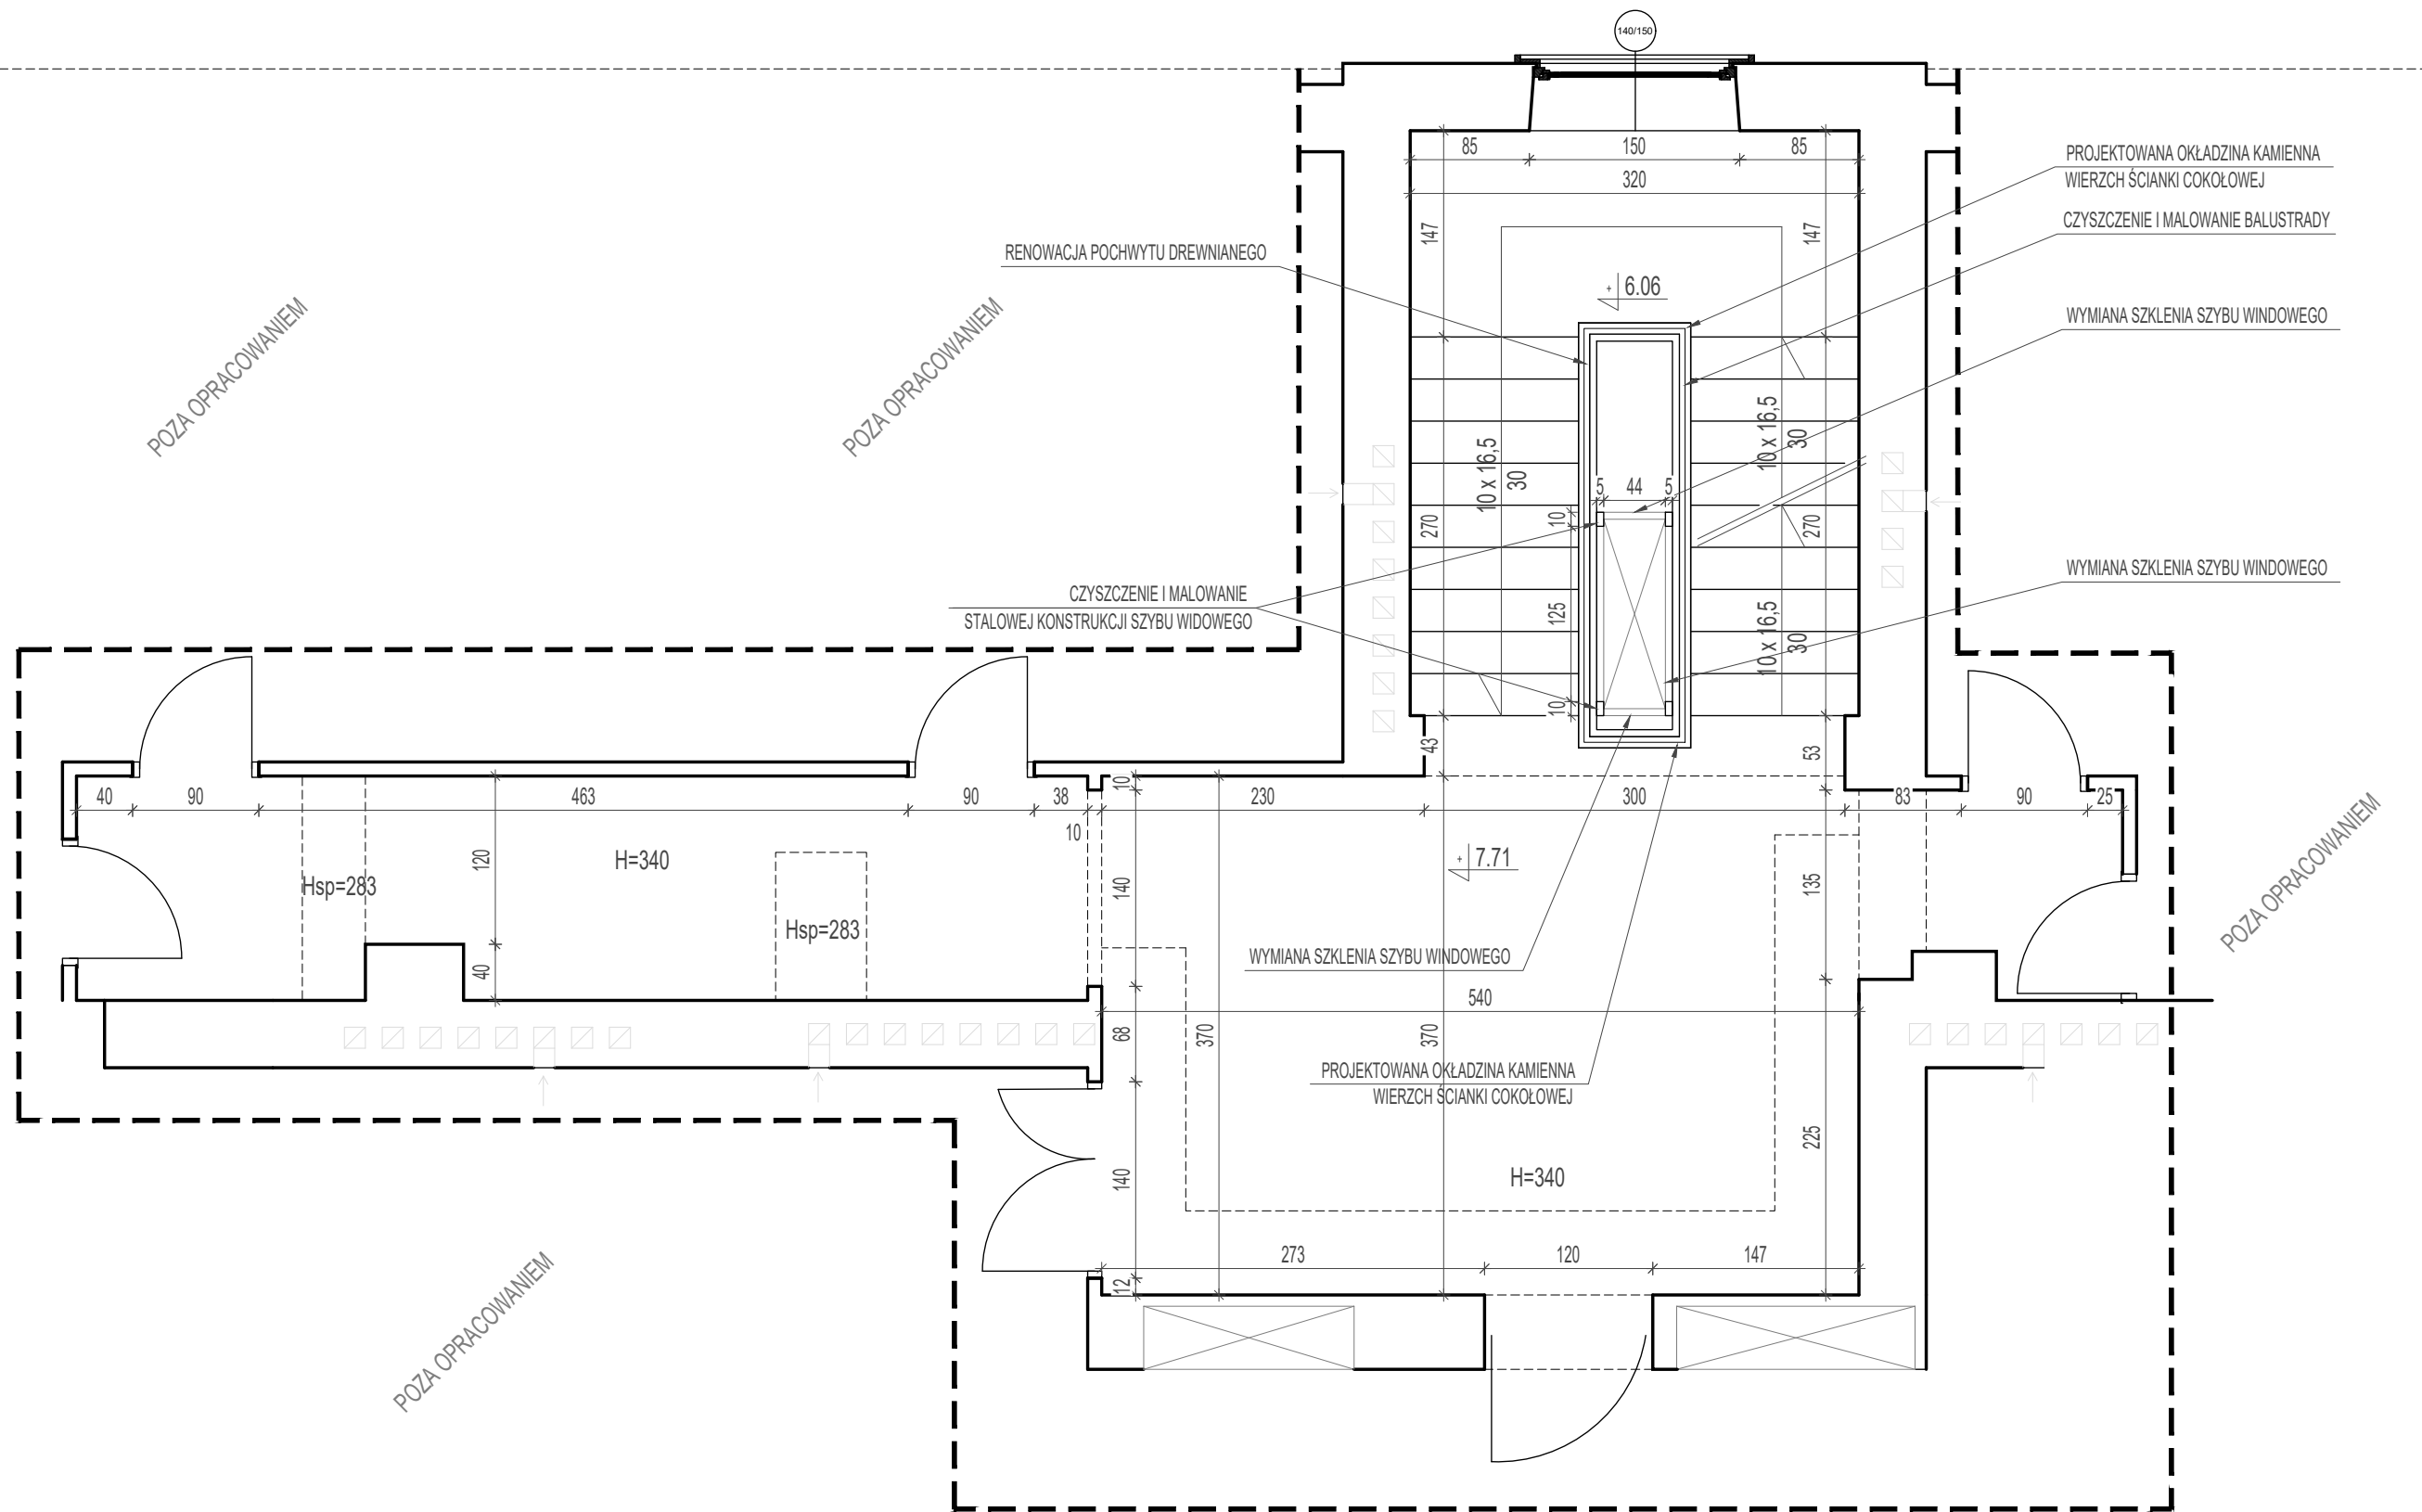 140/150
85
150
85
320
PROJEKTOWANA OKŁADZINA KAMIENNA
WIERZCH ŚCIANKI COKOŁOWEJ
CZYSZCZENIE I MALOWANIE BALUSTRADY
147
147
RENOWACJA POCHWYTU DREWNIANEGO
+ 6.06
WYMIANA SZKLENIA SZYBU WINDOWEGO
POZA OPRACOWANIEM
POZA OPRACOWANIEM
10 x 16,5
30
10 x 16,5
30
5
44
5
10
270
270
WYMIANA SZKLENIA SZYBU WINDOWEGO
CZYSZCZENIE I MALOWANIE
STALOWEJ KONSTRUKCJI SZYBU WIDOWEGO
125
10 x 16,5
30
10
43
53
10
40
90
463
90
38
10
230
300
83
90
25
120
H=340
+ 7.71
Hsp=283
140
135
Hsp=283
POZA OPRACOWANIEM
40
WYMIANA SZKLENIA SZYBU WINDOWEGO
540
68
370
370
PROJEKTOWANA OKŁADZINA KAMIENNA
WIERZCH ŚCIANKI COKOŁOWEJ
225
140
H=340
273
120
147
12
POZA OPRACOWANIEM